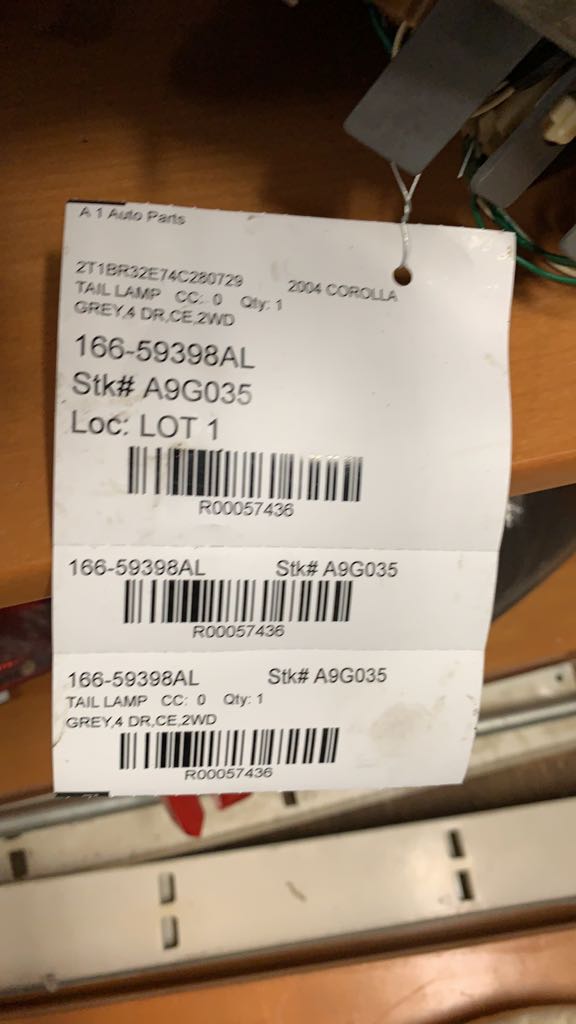 A 1 Auto Parts
2T1BR32E74C280729 2004 COROLLA
TAIL LAMP CC: 0 Qty: 1
GREY,4 DR,CE,2WD
166-59398AL
Stk# A9G035
Loc: LOT 1
R00057436
166-59398AL Stk# A9G035
R00057436
166-59398AL Stk# A9G035
TAIL LAMP CC: 0 Qty: 1
GREY,4 DR,CE,2WD
R00057436